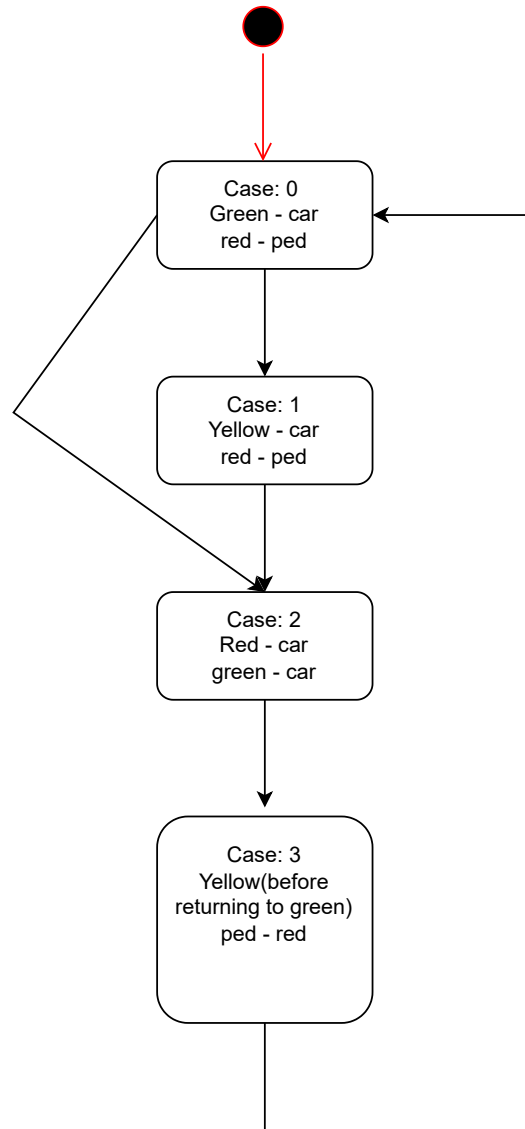 Case: 0
Green - car
red - ped
Case: 1
Yellow - car
red - ped
Case: 2
Red - car
green - car
Case: 3
Yellow(before
returning to green)
ped - red